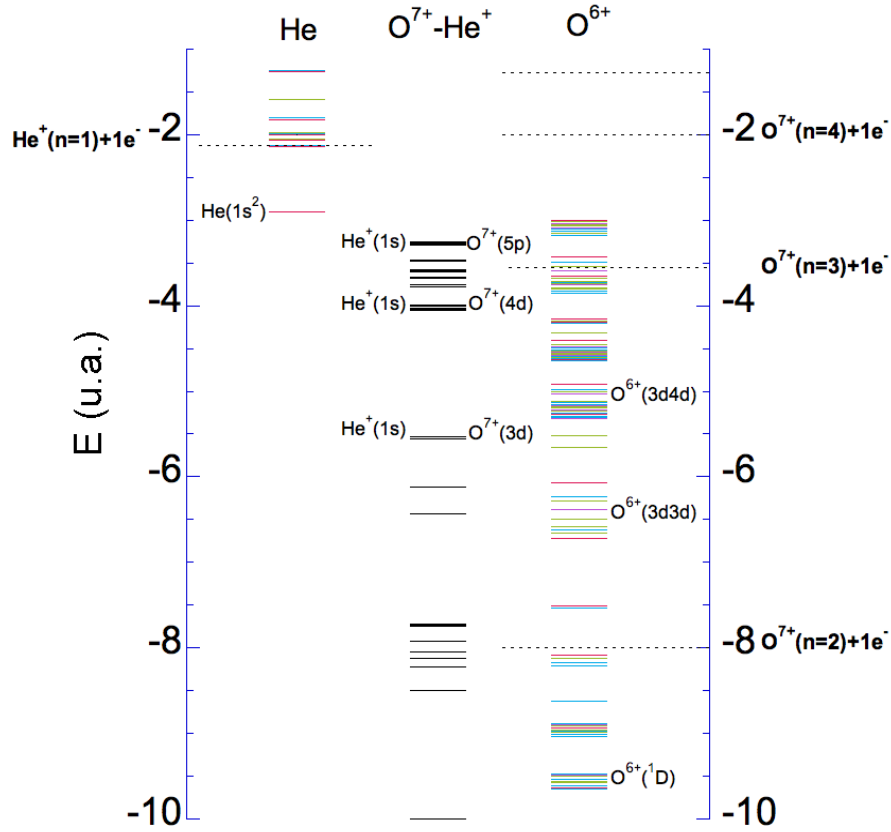 He O⁷⁺-He⁺ O⁶⁺
He⁺(n=1)+1e⁻ -2 -2 O⁷⁺(n=4)+1e⁻
He(1s²)
He⁺(1s) O⁷⁺(5p)
O⁷⁺(n=3)+1e⁻
-4 He⁺(1s) O⁷⁺(4d) -4
E (u.a.)
O⁶⁺(3d4d)
He⁺(1s) O⁷⁺(3d)
-6 -6
O⁶⁺(3d3d)
-8 -8 O⁷⁺(n=2)+1e⁻
O⁶⁺(¹D)
-10 -10